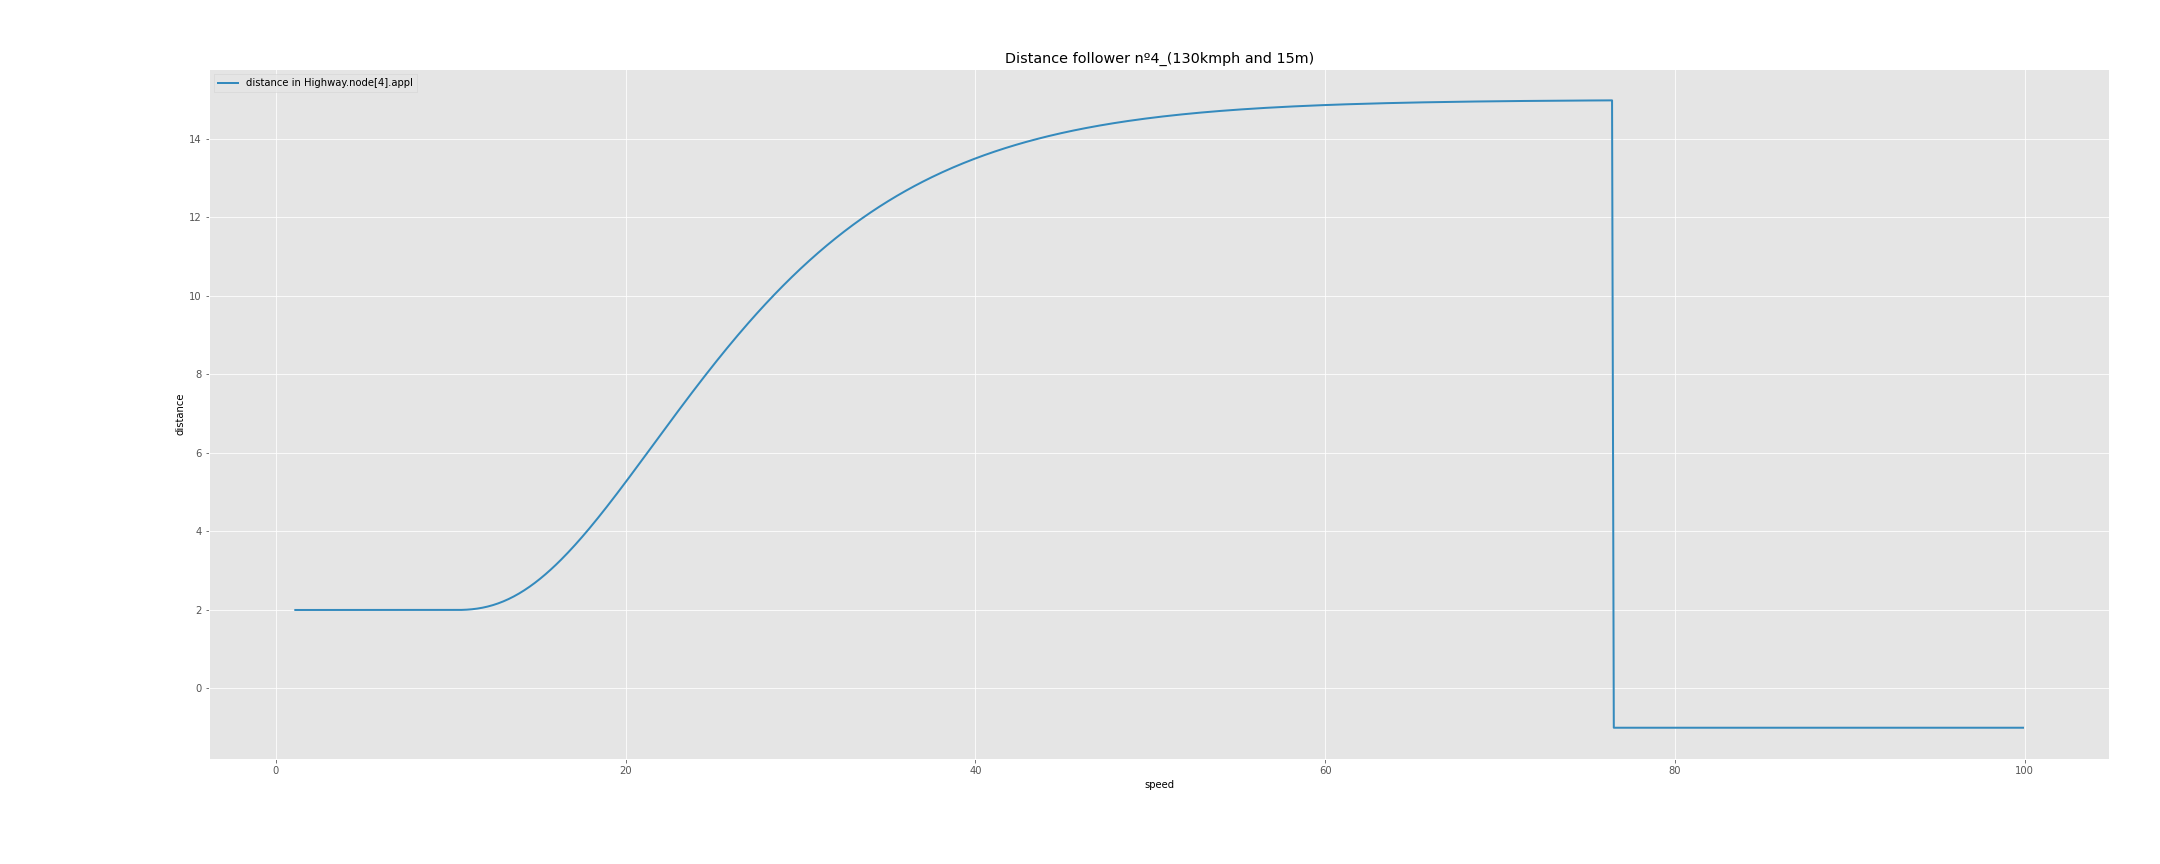 Distance follower nº4_(130kmph and 15m)
distance in Highway.node[4].appl
14
12
10
8
6
4
2
0
distance
0 20 40 60 80 100
speed